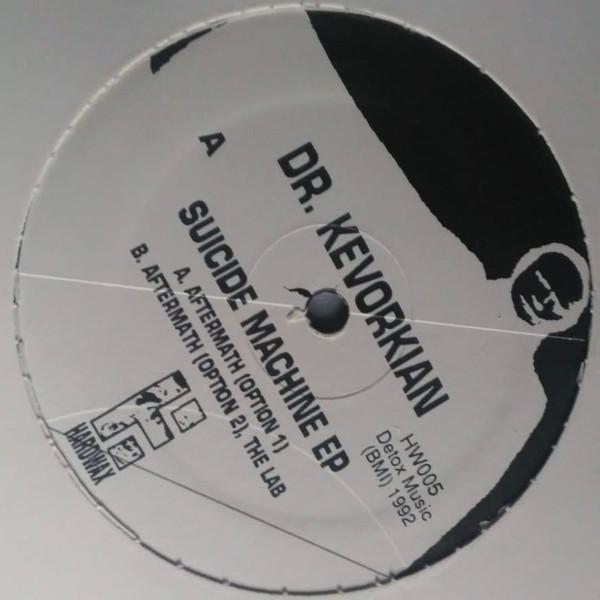 A
DR. KEVORKIAN
SUICIDE MACHINE EP
A. AFTERMATH (OPTION 1)
B. AFTERMATH (OPTION 2), THE LAB
HW005
Detox Music
(BMI) 1992
HARDWAX